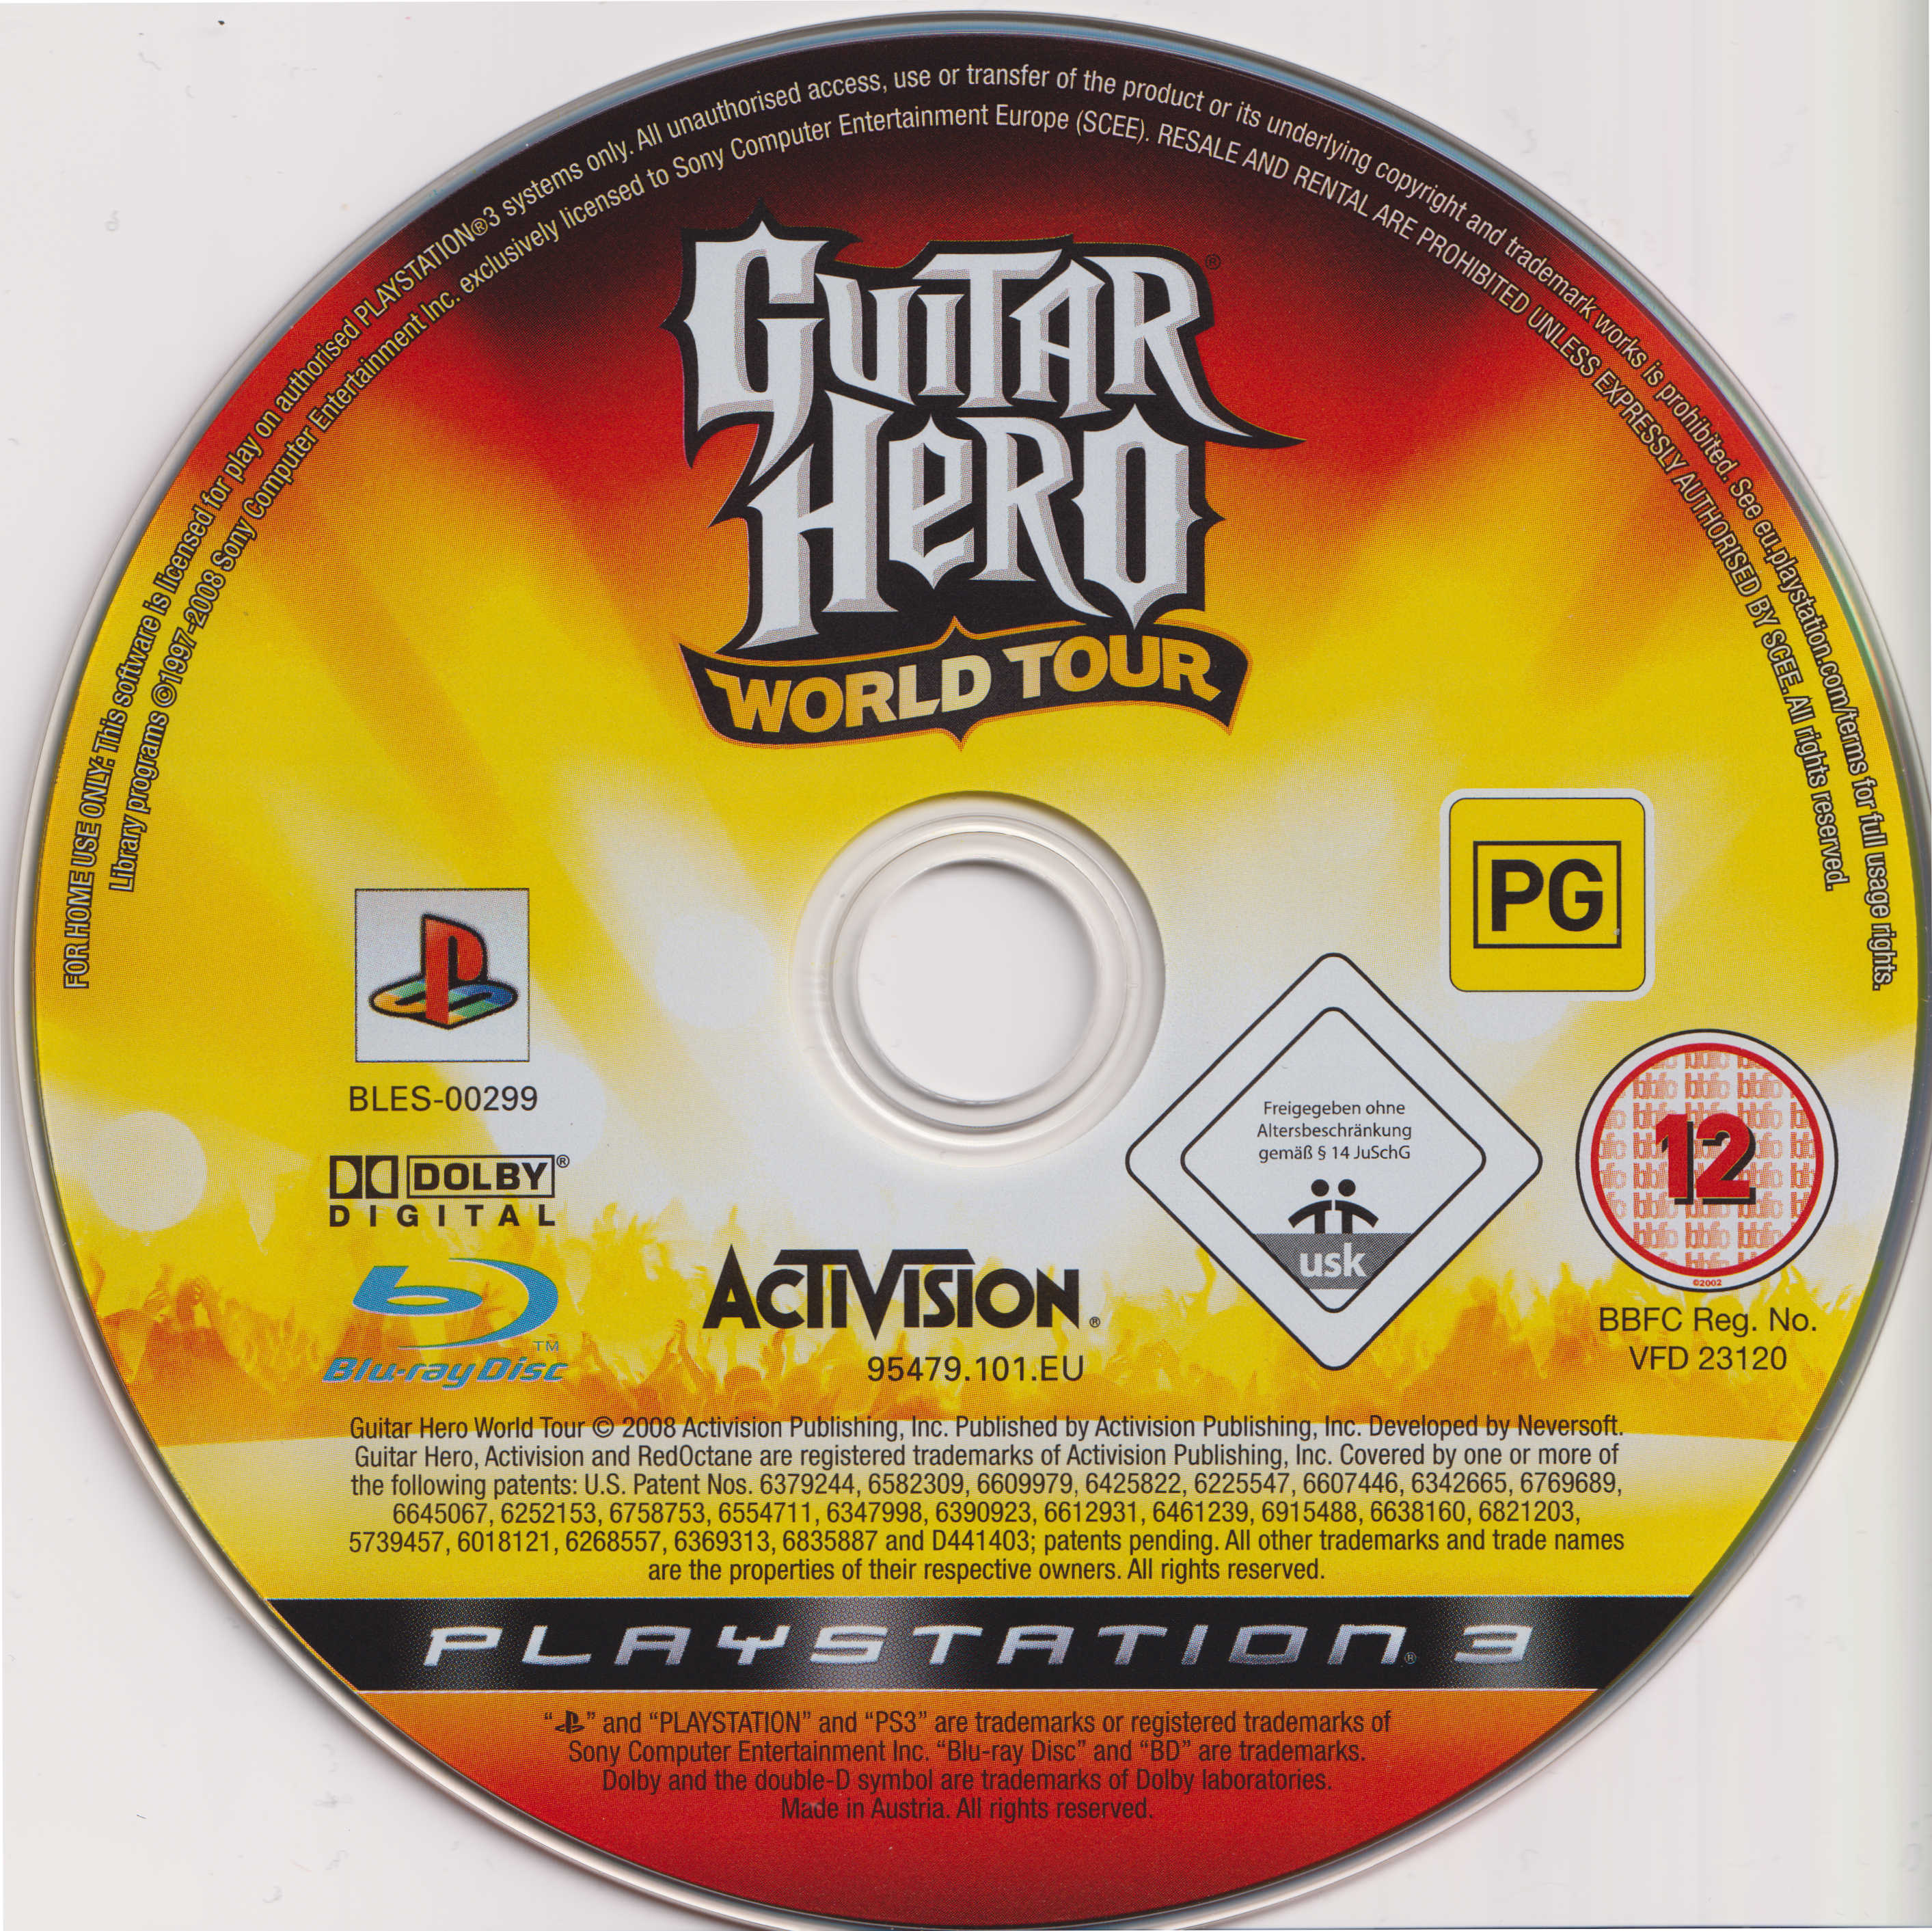 FOR HOME USE ONLY: This software is licensed for play on authorised PLAYSTATION®3 systems only. All unauthorised access, use or transfer of the product or its underlying copyright and trademark works is prohibited. See eu.playstation.com/terms for full usage rights.
Library programs ©1997-2008 Sony Computer Entertainment Inc. exclusively licensed to Sony Computer Entertainment Europe (SCEE). RESALE AND RENTAL ARE PROHIBITED UNLESS EXPRESSLY AUTHORISED BY SCEE. All rights reserved.
GUITAR®
HERO
WORLD TOUR
PG
BLES-00299
DOLBY®
DIGITAL
Blu-ray Disc™
ACTIVISION®
95479.101.EU
Freigegeben ohne
Altersbeschränkung
gemäß § 14 JuSchG
usk
bbfc
12
©2002
BBFC Reg. No.
VFD 23120
Guitar Hero World Tour © 2008 Activision Publishing, Inc. Published by Activision Publishing, Inc. Developed by Neversoft.
Guitar Hero, Activision and RedOctane are registered trademarks of Activision Publishing, Inc. Covered by one or more of
the following patents: U.S. Patent Nos. 6379244, 6582309, 6609979, 6425822, 6225547, 6607446, 6342665, 6769689,
6645067, 6252153, 6758753, 6554711, 6347998, 6390923, 6612931, 6461239, 6915488, 6638160, 6821203,
5739457, 6018121, 6268557, 6369313, 6835887 and D441403; patents pending. All other trademarks and trade names
are the properties of their respective owners. All rights reserved.
PLAYSTATION®3
“PS” and “PLAYSTATION” and “PS3” are trademarks or registered trademarks of
Sony Computer Entertainment Inc. “Blu-ray Disc” and “BD” are trademarks.
Dolby and the double-D symbol are trademarks of Dolby laboratories.
Made in Austria. All rights reserved.